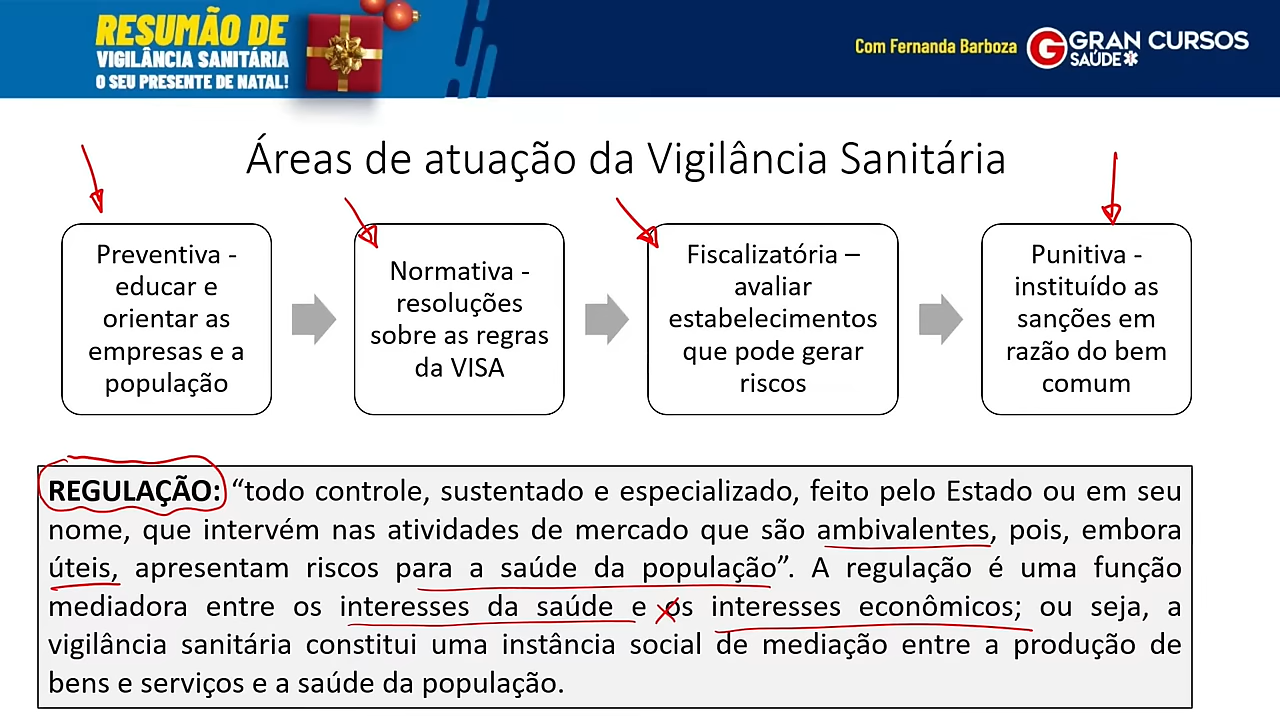 RESUMÃO DE
VIGILÂNCIA SANITÁRIA
O SEU PRESENTE DE NATAL!
Com Fernanda Barboza
GRAN CURSOS
SAÚDE
Áreas de atuação da Vigilância Sanitária
Preventiva -
educar e
orientar as
empresas e a
população
Normativa -
resoluções
sobre as regras
da VISA
Fiscalizatória –
avaliar
estabelecimentos
que pode gerar
riscos
Punitiva -
instituído as
sanções em
razão do bem
comum
REGULAÇÃO: “todo controle, sustentado e especializado, feito pelo Estado ou em seu
nome, que intervém nas atividades de mercado que são ambivalentes, pois, embora
úteis, apresentam riscos para a saúde da população”. A regulação é uma função
mediadora entre os interesses da saúde e os interesses econômicos; ou seja, a
vigilância sanitária constitui uma instância social de mediação entre a produção de
bens e serviços e a saúde da população.